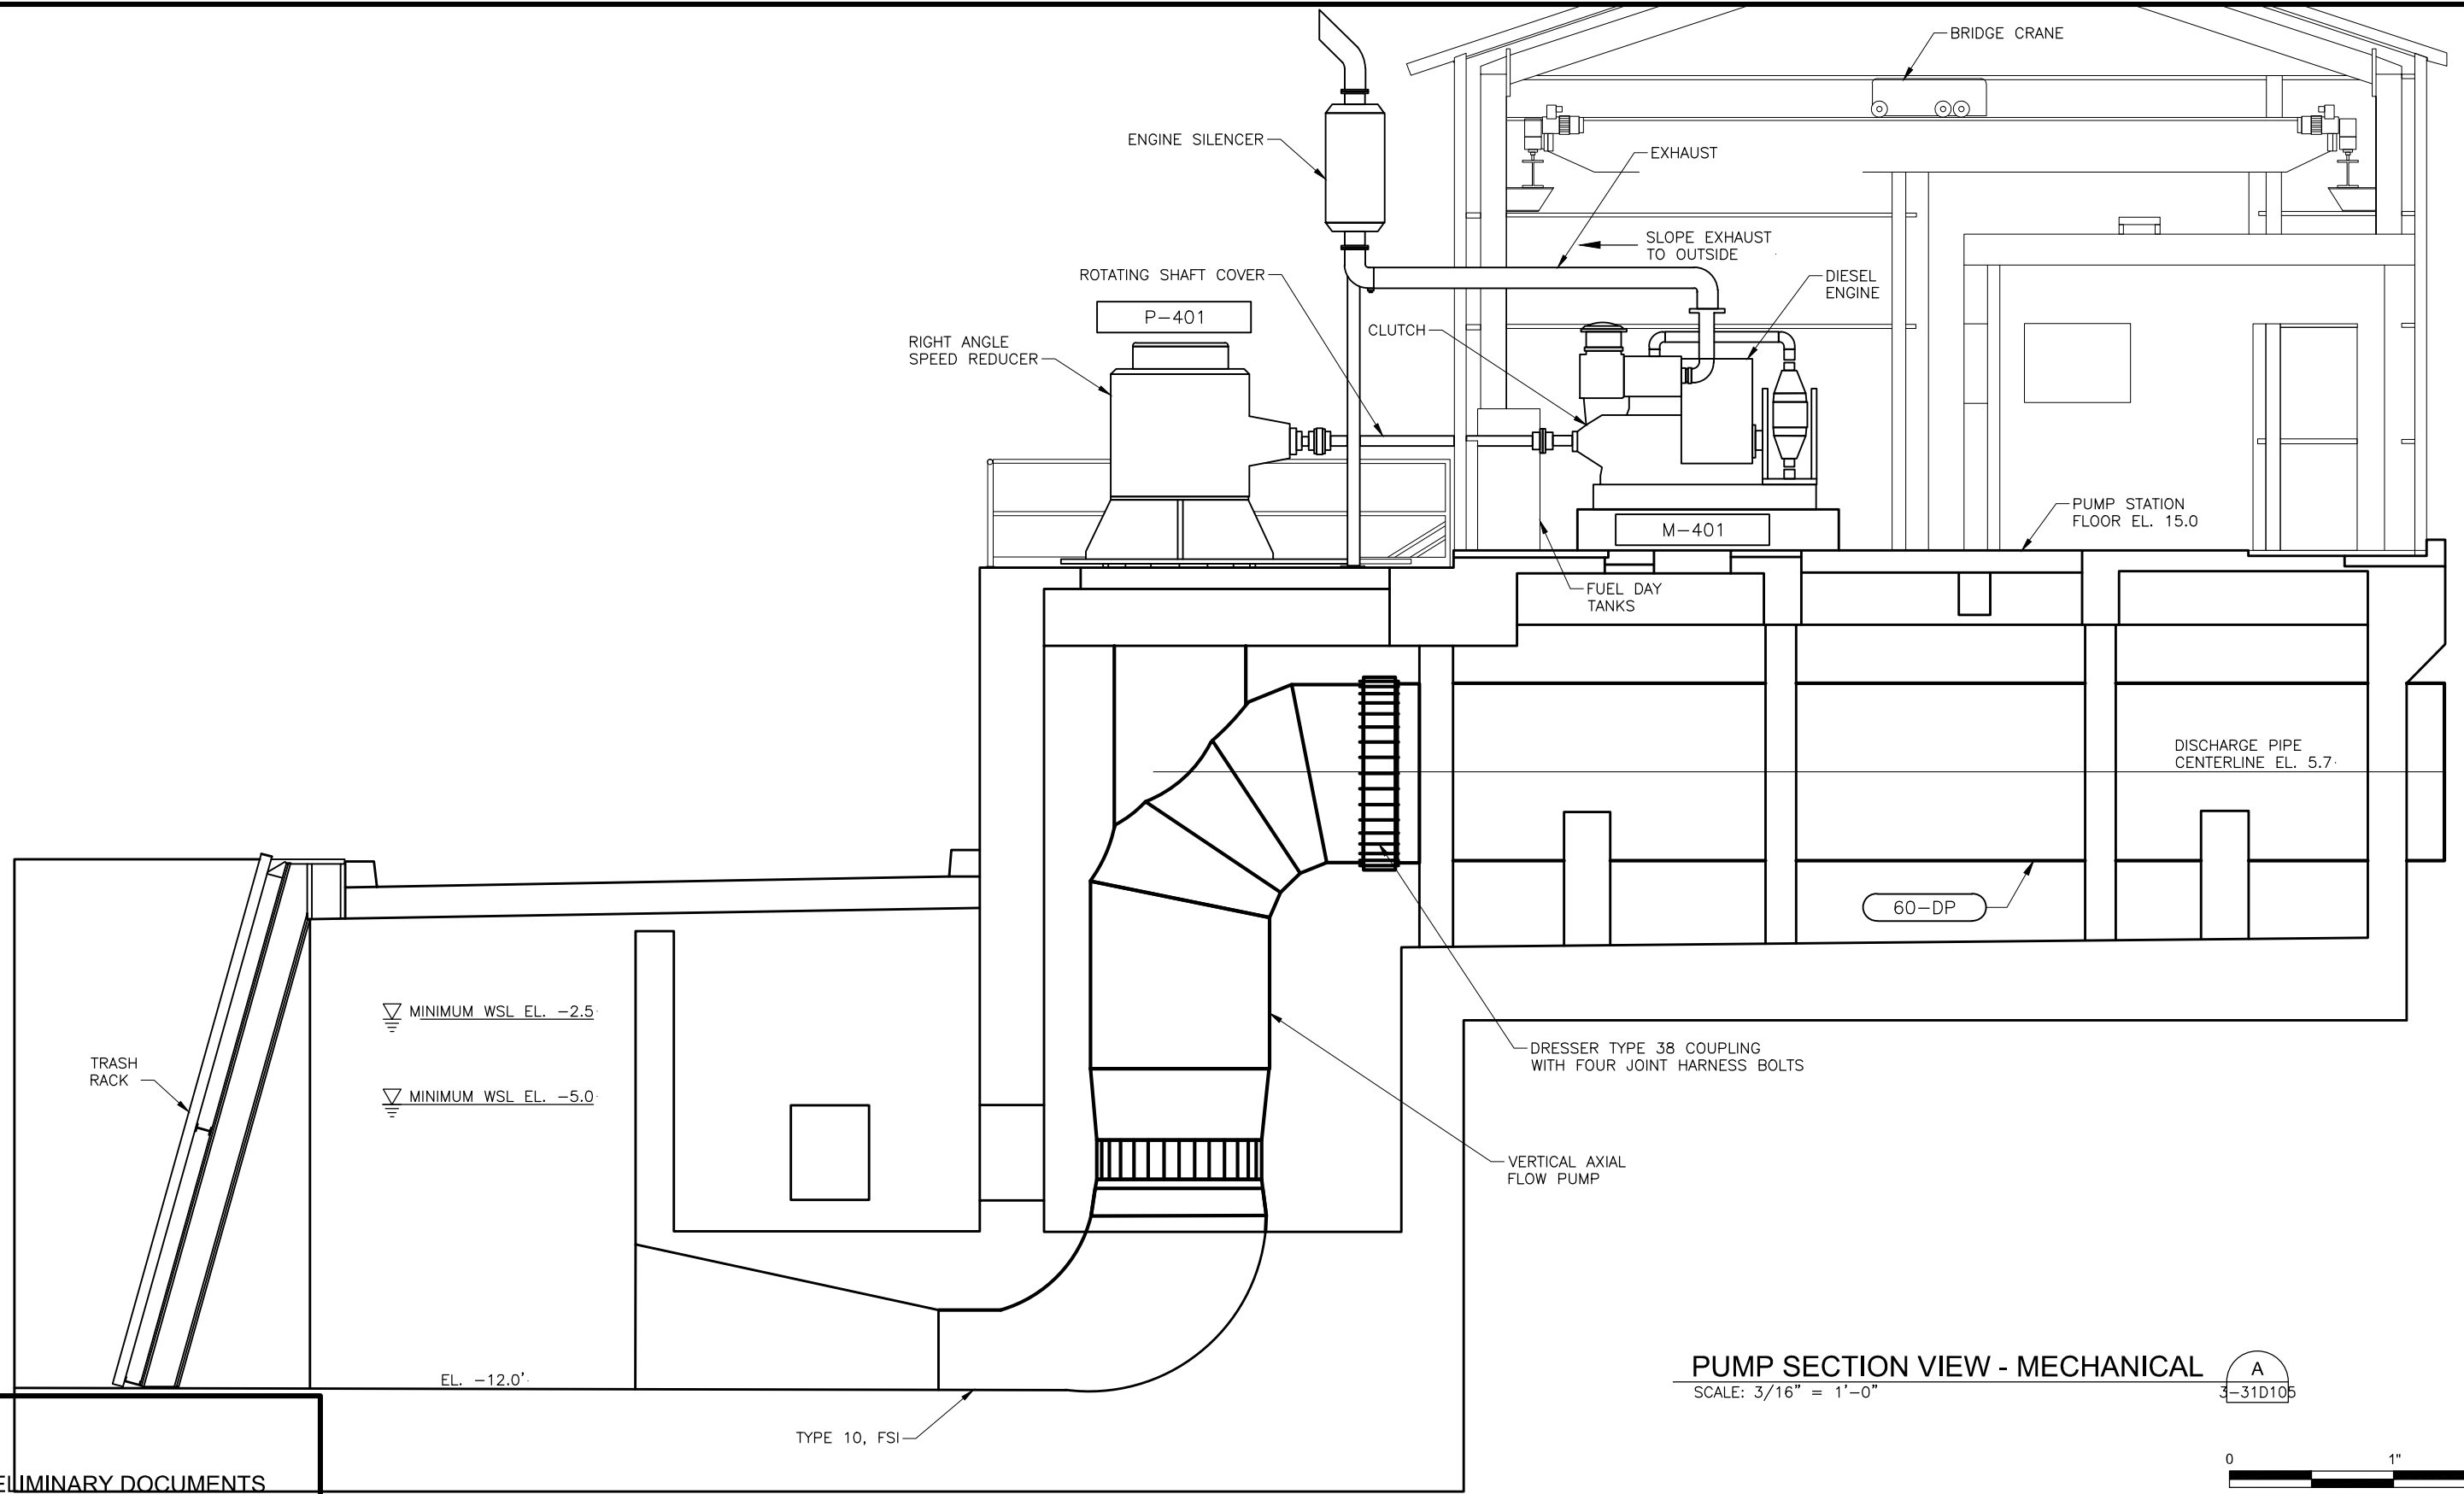 BRIDGE CRANE
ENGINE SILENCER
EXHAUST
SLOPE EXHAUST
TO OUTSIDE
ROTATING SHAFT COVER
DIESEL
ENGINE
P-401
CLUTCH
RIGHT ANGLE
SPEED REDUCER
PUMP STATION
FLOOR EL. 15.0
M-401
FUEL DAY
TANKS
DISCHARGE PIPE
CENTERLINE EL. 5.7
60-DP
MINIMUM WSL EL. -2.5
TRASH
RACK
MINIMUM WSL EL. -5.0
DRESSER TYPE 38 COUPLING
WITH FOUR JOINT HARNESS BOLTS
VERTICAL AXIAL
FLOW PUMP
EL. -12.0'
TYPE 10, FSI
PUMP SECTION VIEW - MECHANICAL
SCALE: 3/16" = 1'-0"
A
3-31D105
0 1"
ELIMINARY DOCUMENTS